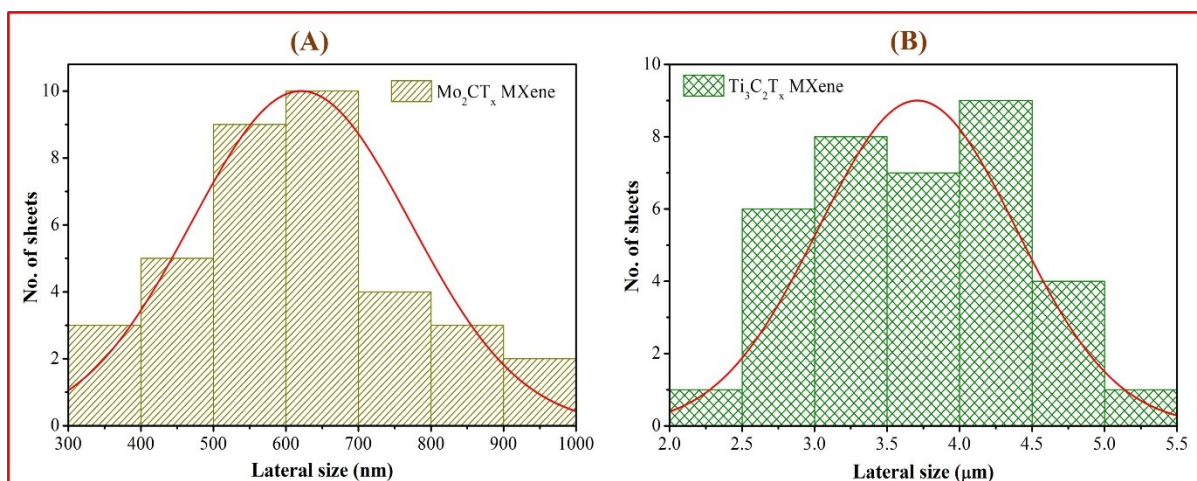 (A)
Mo₂CTₓ MXene
No. of sheets
10
8
6
4
2
0
300 400 500 600 700 800 900 1000
Lateral size (nm)
(B)
Ti₃C₂Tₓ MXene
No. of sheets
10
8
6
4
2
0
2.0 2.5 3.0 3.5 4.0 4.5 5.0 5.5
Lateral size (μm)